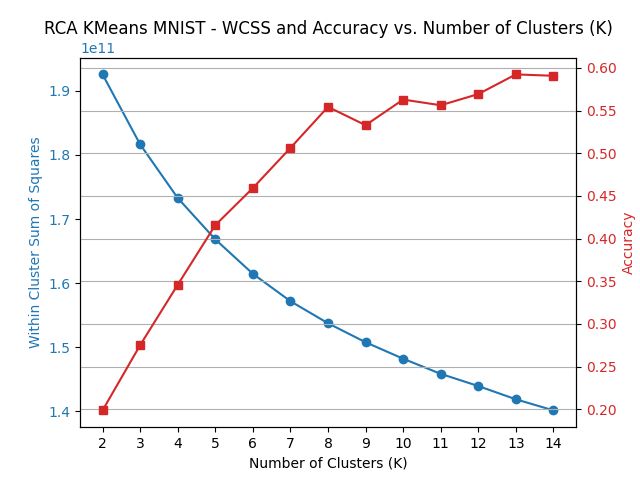 RCA KMeans MNIST - WCSS and Accuracy vs. Number of Clusters (K)
1e11
1.9
1.8
1.7
1.6
1.5
1.4
Within Cluster Sum of Squares
0.60
0.55
0.50
0.45
0.40
0.35
0.30
0.25
0.20
Accuracy
2 3 4 5 6 7 8 9 10 11 12 13 14
Number of Clusters (K)